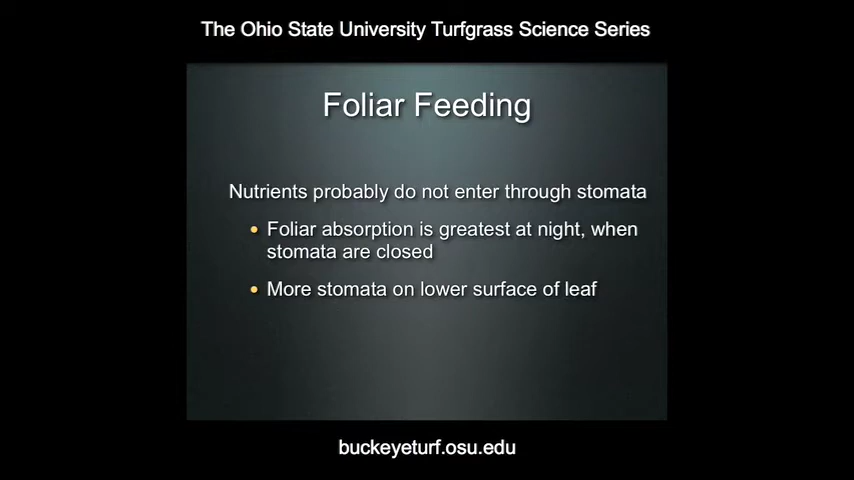 The Ohio State University Turfgrass Science Series
Foliar Feeding
Nutrients probably do not enter through stomata
• Foliar absorption is greatest at night, when
stomata are closed
• More stomata on lower surface of leaf
buckeyeturf.osu.edu